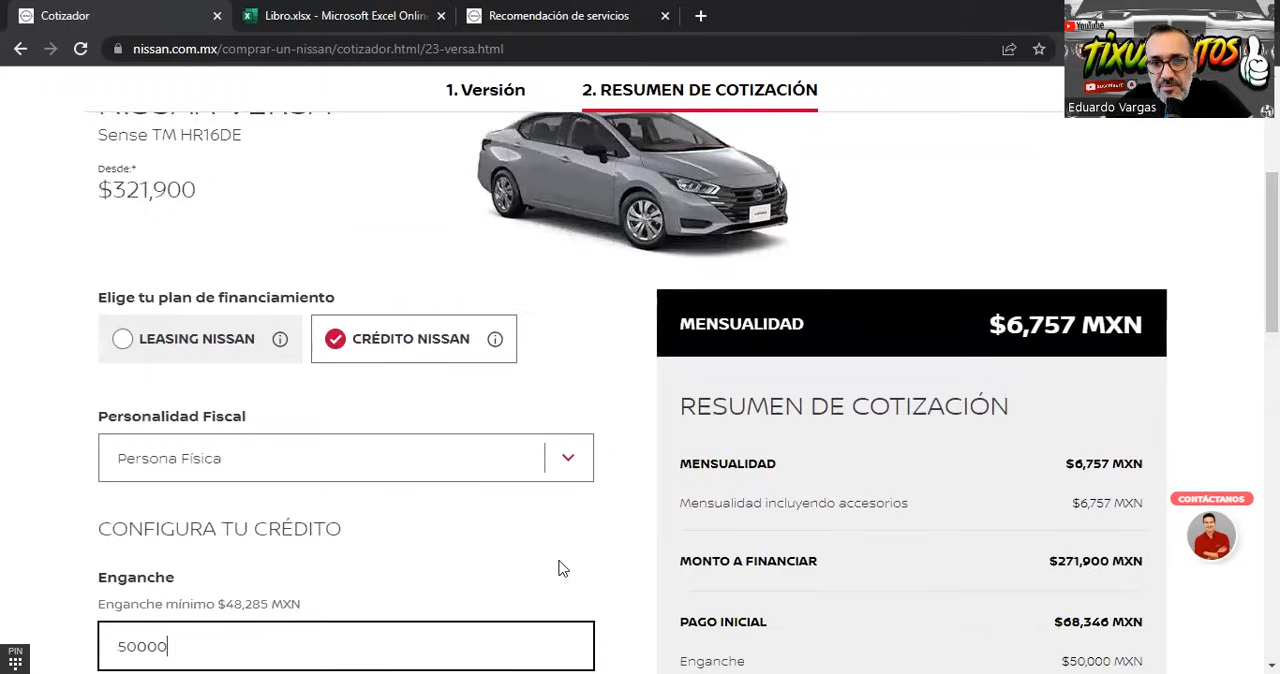 Cotizador
Libro.xlsx - Microsoft Excel Online
Recomendación de servicios
nissan.com.mx/comprar-un-nissan/cotizador.html/23-versa.html
YouTube
Eduardo Vargas
1. Versión
2. RESUMEN DE COTIZACIÓN
Sense TM HR16DE
Desde:*
$321,900
Elige tu plan de financiamiento
LEASING NISSAN
CRÉDITO NISSAN
MENSUALIDAD
$6,757 MXN
RESUMEN DE COTIZACIÓN
Personalidad Fiscal
Persona Física
MENSUALIDAD
$6,757 MXN
Mensualidad incluyendo accesorios
$6,757 MXN
CONTÁCTANOS
CONFIGURA TU CRÉDITO
MONTO A FINANCIAR
$271,900 MXN
Enganche
Enganche mínimo $48,285 MXN
PAGO INICIAL
$68,346 MXN
50000
Enganche
$50,000 MXN
PIN